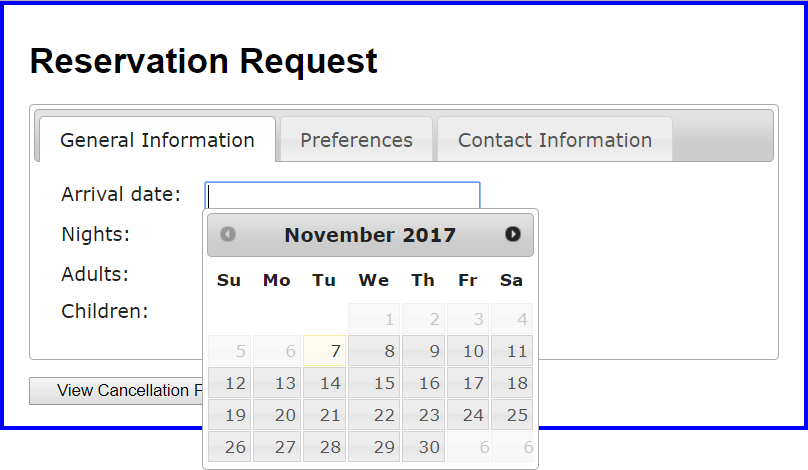 Reservation Request
General Information Preferences Contact Information
Arrival date:
Nights:
Adults:
Children:
View Cancellation F
November 2017
Su Mo Tu We Th Fr Sa
1 2 3 4
5 6 7 8 9 10 11
12 13 14 15 16 17 18
19 20 21 22 23 24 25
26 27 28 29 30 6 6